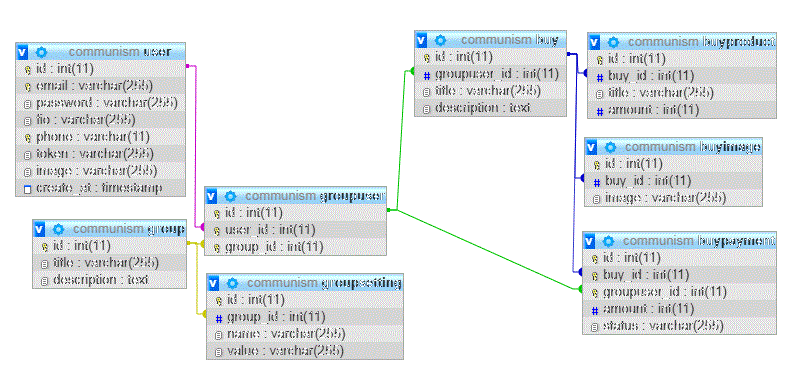 communism user
id : int(11)
email : varchar(255)
password : varchar(255)
fio : varchar(255)
phone : varchar(11)
token : varchar(255)
image : varchar(255)
create_at : timestamp
communism group
id : int(11)
title : varchar(255)
description : text
communism groupuser
id : int(11)
user_id : int(11)
group_id : int(11)
communism groupsetting
id : int(11)
group_id : int(11)
name : varchar(255)
value : varchar(255)
communism buy
id : int(11)
groupuser_id : int(11)
title : varchar(255)
description : text
communism buyproduct
id : int(11)
buy_id : int(11)
title : varchar(255)
amount : int(11)
communism buyimage
id : int(11)
buy_id : int(11)
image : varchar(255)
communism buypayment
id : int(11)
buy_id : int(11)
groupuser_id : int(11)
amount : int(11)
status : varchar(255)